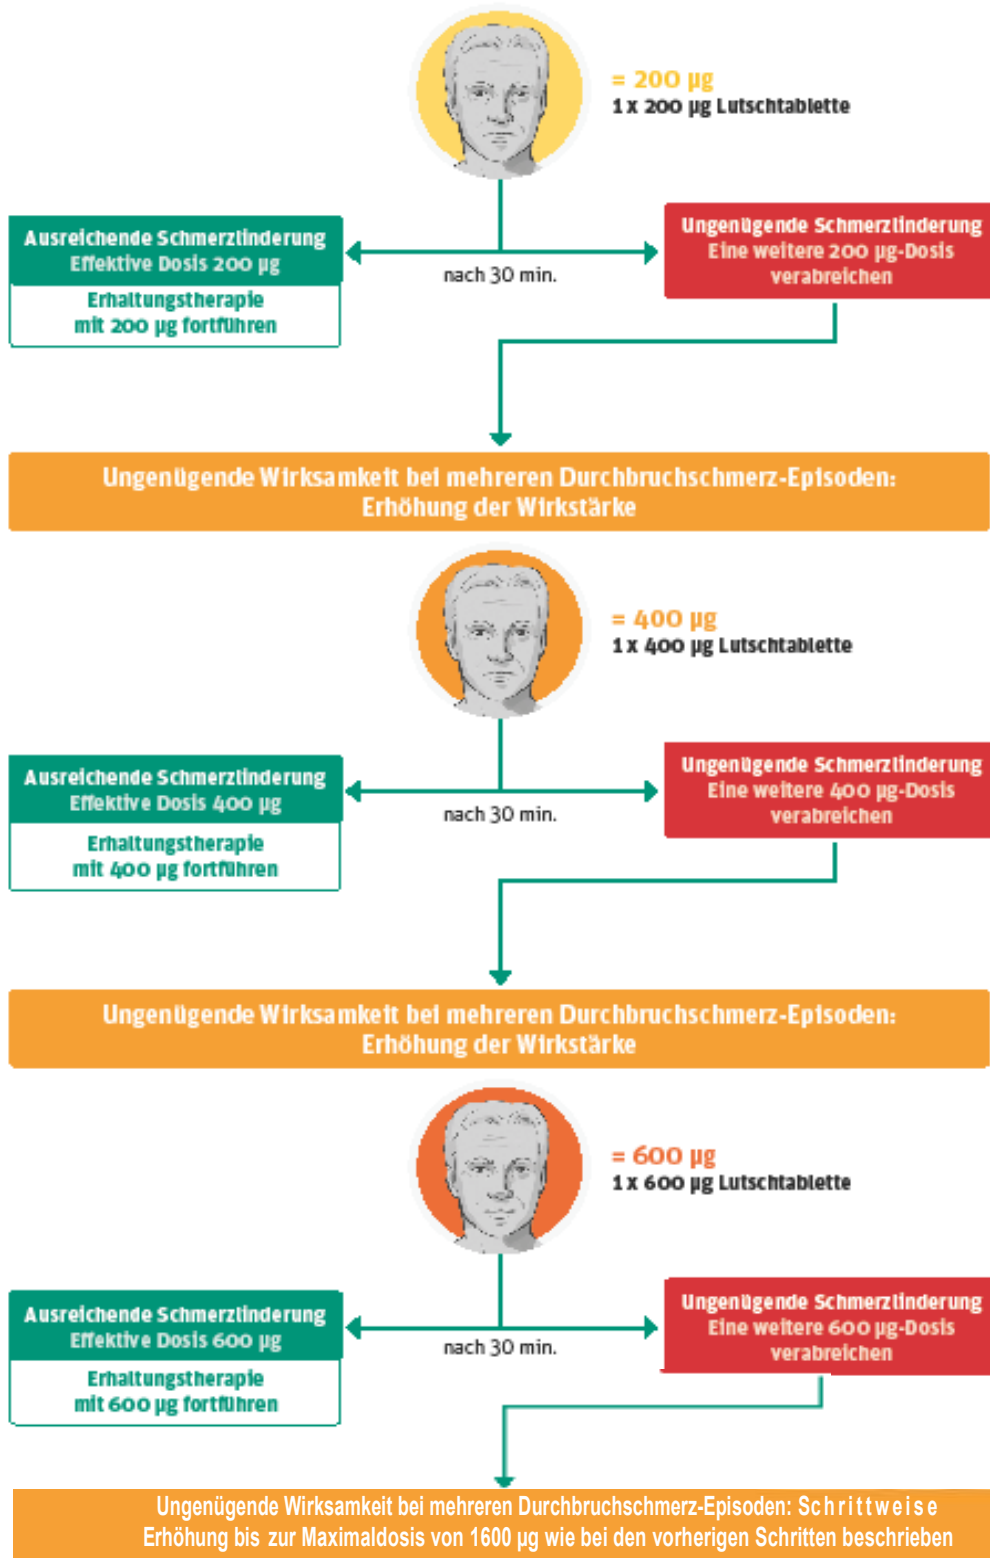 = 200 µg
1 x 200 µg Lutschtablette
Ausreichende Schmerzlinderung
Effektive Dosis 200 µg
Erhaltungstherapie
mit 200 µg fortführen
nach 30 min.
Ungenügende Schmerzlinderung
Eine weitere 200 µg-Dosis
verabreichen
Ungenügende Wirksamkeit bei mehreren Durchbruchschmerz-Episoden:
Erhöhung der Wirkstärke
= 400 µg
1 x 400 µg Lutschtablette
Ausreichende Schmerzlinderung
Effektive Dosis 400 µg
Erhaltungstherapie
mit 400 µg fortführen
nach 30 min.
Ungenügende Schmerzlinderung
Eine weitere 400 µg-Dosis
verabreichen
Ungenügende Wirksamkeit bei mehreren Durchbruchschmerz-Episoden:
Erhöhung der Wirkstärke
= 600 µg
1 x 600 µg Lutschtablette
Ausreichende Schmerzlinderung
Effektive Dosis 600 µg
Erhaltungstherapie
mit 600 µg fortführen
nach 30 min.
Ungenügende Schmerzlinderung
Eine weitere 600 µg-Dosis
verabreichen
Ungenügende Wirksamkeit bei mehreren Durchbruchschmerz-Episoden: Schrittweise
Erhöhung bis zur Maximaldosis von 1600 µg wie bei den vorherigen Schritten beschrieben